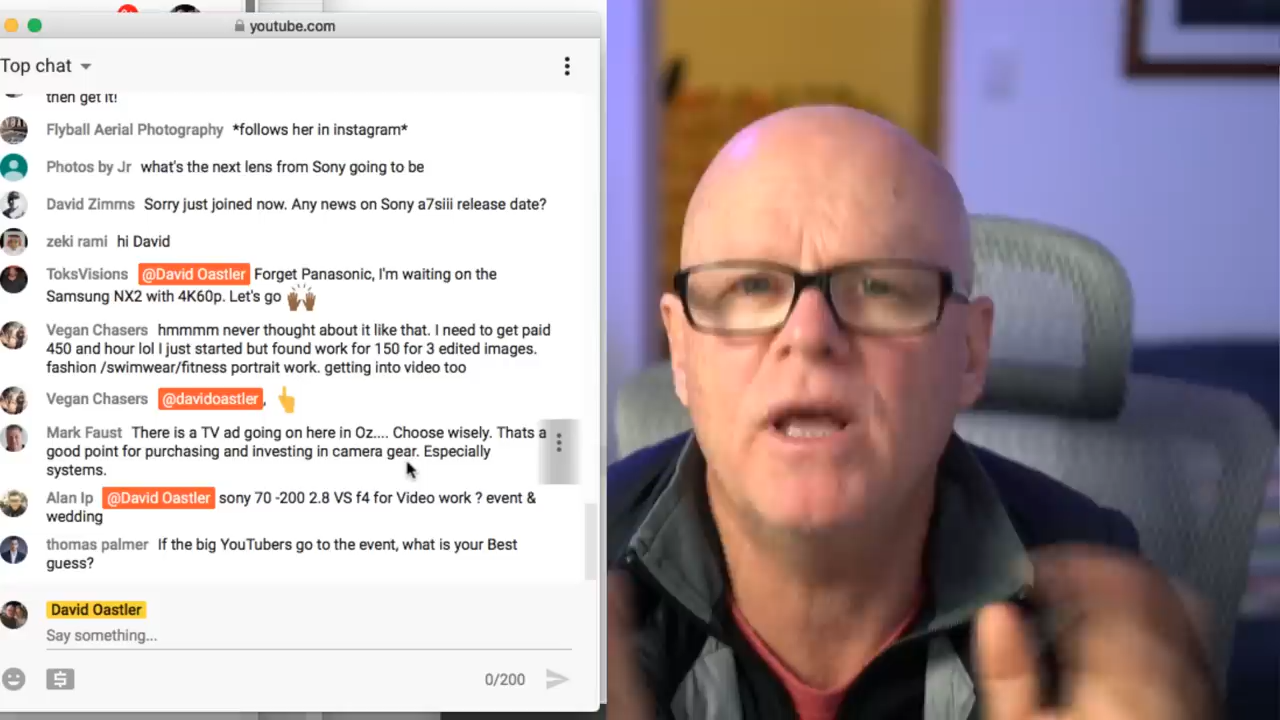 youtube.com
Top chat
then get it!
Flyball Aerial Photography *follows her in instagram*
Photos by Jr what's the next lens from Sony going to be
David Zimms Sorry just joined now. Any news on Sony a7siii release date?
zeki rami hi David
ToksVisions @David Oastler Forget Panasonic, I'm waiting on the
Samsung NX2 with 4K60p. Let's go
Vegan Chasers hmmmm never thought about it like that. I need to get paid
450 and hour lol I just started but found work for 150 for 3 edited images.
fashion /swimwear/fitness portrait work. getting into video too
Vegan Chasers @davidoastler,
Mark Faust There is a TV ad going on here in Oz.... Choose wisely. Thats a
good point for purchasing and investing in camera gear. Especially
systems.
Alan Ip @David Oastler sony 70 -200 2.8 VS f4 for Video work ? event &
wedding
thomas palmer If the big YouTubers go to the event, what is your Best
guess?
David Oastler
Say something...
0/200